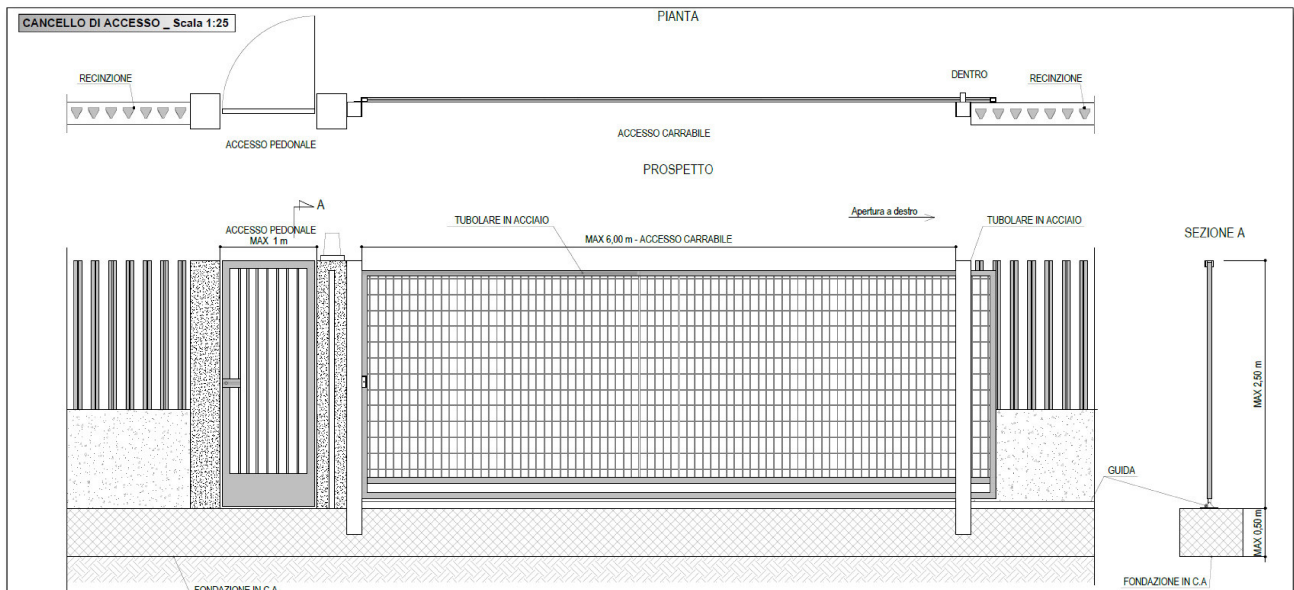 CANCELLO DI ACCESSO _ Scala 1:25
PIANTA
RECINZIONE
DENTRO
RECINZIONE
ACCESSO PEDONALE
ACCESSO CARRABILE
PROSPETTO
A
ACCESSO PEDONALE
MAX 1 m
TUBOLARE IN ACCIAIO
MAX 6,00 m - ACCESSO CARRABILE
Apertura a destro
TUBOLARE IN ACCIAIO
SEZIONE A
MAX 2,50 m
GUIDA
MAX 0,50 m
FONDAZIONE IN C.A
FONDAZIONE IN C.A